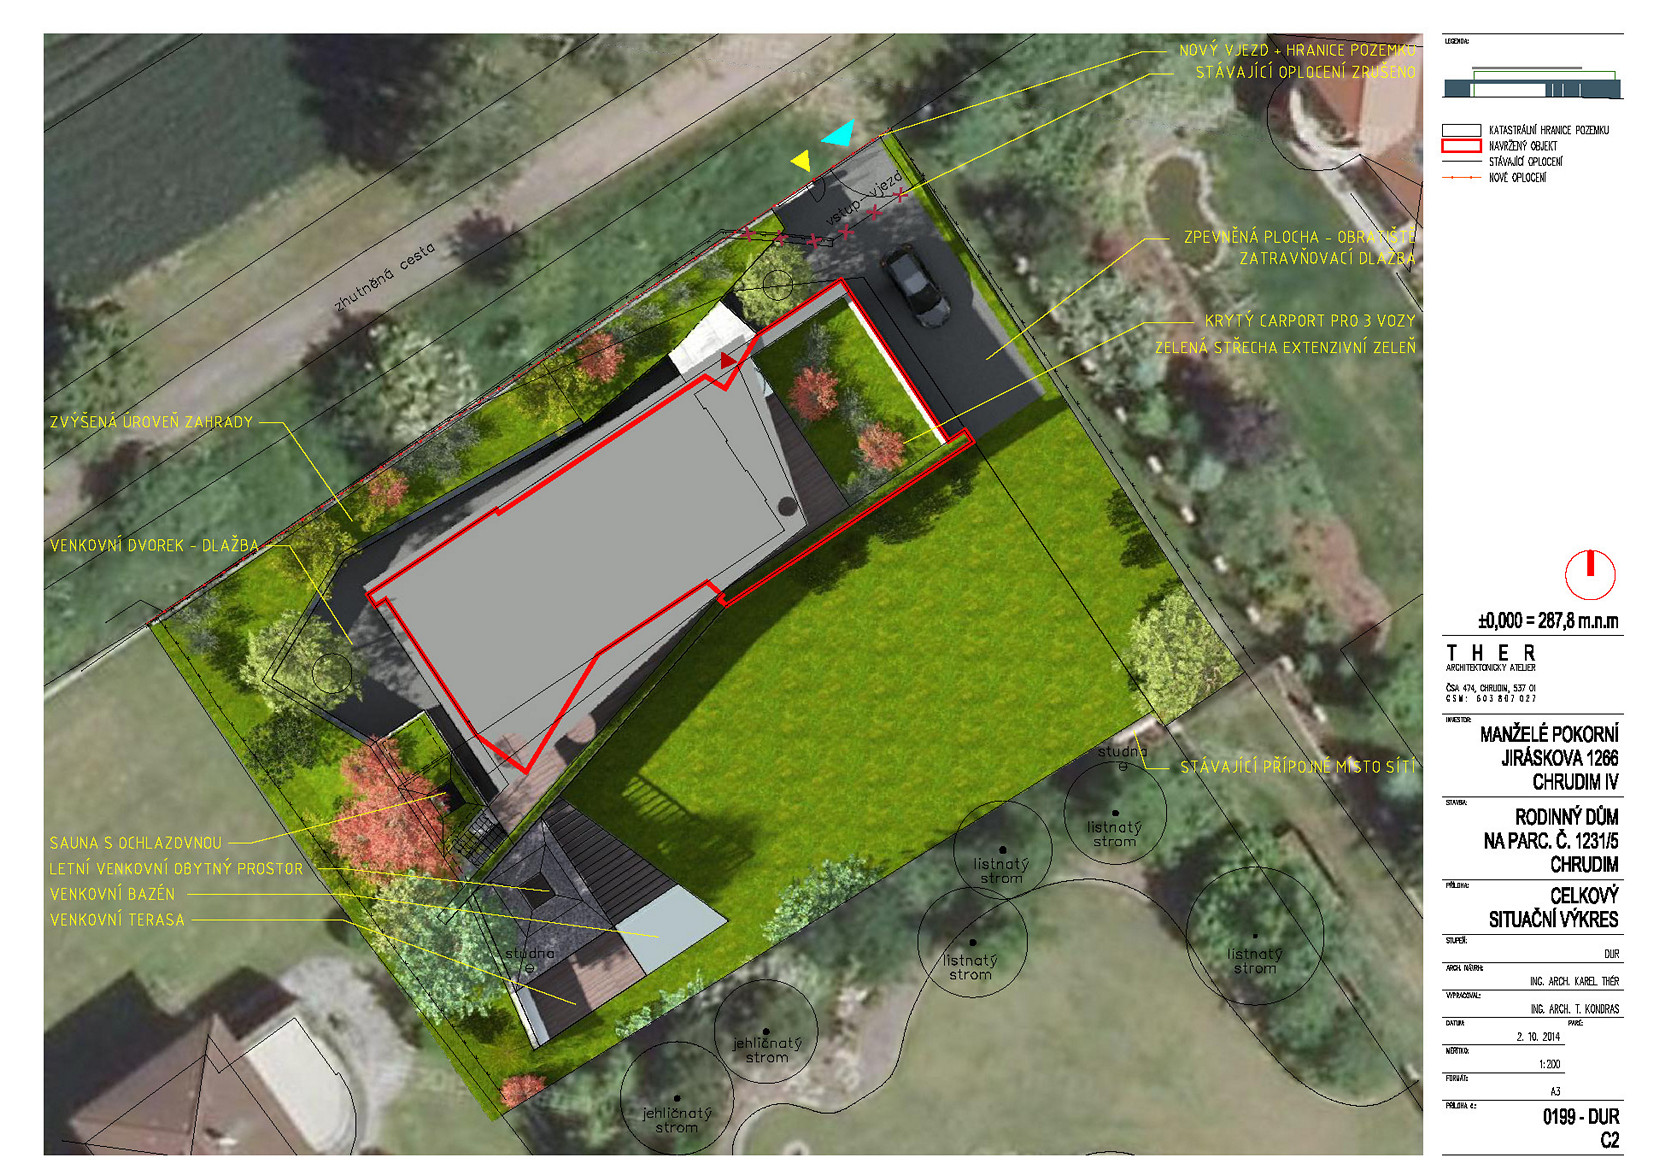 NOVÝ VJEZD + HRANICE POZEMKU
STÁVAJÍCÍ OPLOCENÍ ZRUŠENO
vstup-vjezd
zhutněná cesta
ZPEVNĚNÁ PLOCHA - OBRATIŠTĚ
ZATRAVŇOVACÍ DLAŽBA
KRYTÝ CARPORT PRO 3 VOZY
ZELENÁ STŘECHA EXTENZIVNÍ ZELEŇ
ZVÝŠENÁ ÚROVEŇ ZAHRADY
VENKOVNÍ DVOREK - DLAŽBA
studna
STÁVAJÍCÍ PŘÍPOJNÉ MÍSTO SÍTÍ
SAUNA S OCHLAZOVNOU
LETNÍ VENKOVNÍ OBYTNÝ PROSTOR
VENKOVNÍ BAZÉN
VENKOVNÍ TERASA
studna
listnatý
strom
listnatý
strom
listnatý
strom
listnatý
strom
jehličnatý
strom
jehličnatý
strom
LEGENDA:
KATASTRÁLNÍ HRANICE POZEMKU
NAVRŽENÝ OBJEKT
STÁVAJÍCÍ OPLOCENÍ
NOVÉ OPLOCENÍ
±0,000 = 287,8 m.n.m
THER
ARCHITEKTONICKÝ ATELIER
ČSA 474, CHRUDIM, 537 01
GSM: 603 807 027
INVESTOR:
MANŽELÉ POKORNÍ
JIRÁSKOVA 1266
CHRUDIM IV
STAVBA:
RODINNÝ DŮM
NA PARC. Č. 1231/5
CHRUDIM
PŘÍLOHA:
CELKOVÝ
SITUAČNÍ VÝKRES
STUPEŇ:
DUR
ARCH. NÁVRH:
ING. ARCH. KAREL THÉR
VYPRACOVAL:
ING. ARCH. T. KONDRAS
DATUM:
PARÉ:
2. 10. 2014
MĚŘÍTKO:
1:200
FORMÁT:
A3
PŘÍLOHA č.:
0199 - DUR
C2